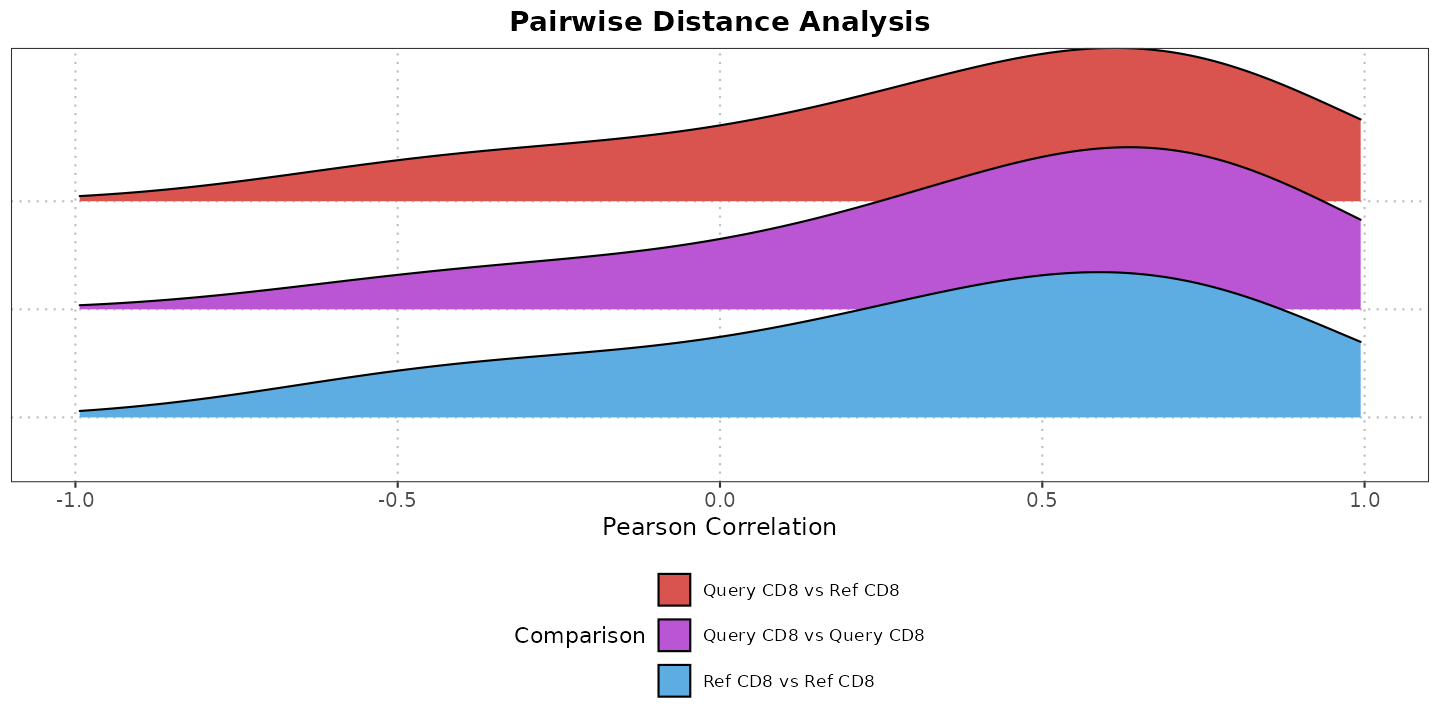 Pairwise Distance Analysis
-1.0 -0.5 0.0 0.5 1.0
Pearson Correlation
Comparison
Query CD8 vs Ref CD8
Query CD8 vs Query CD8
Ref CD8 vs Ref CD8